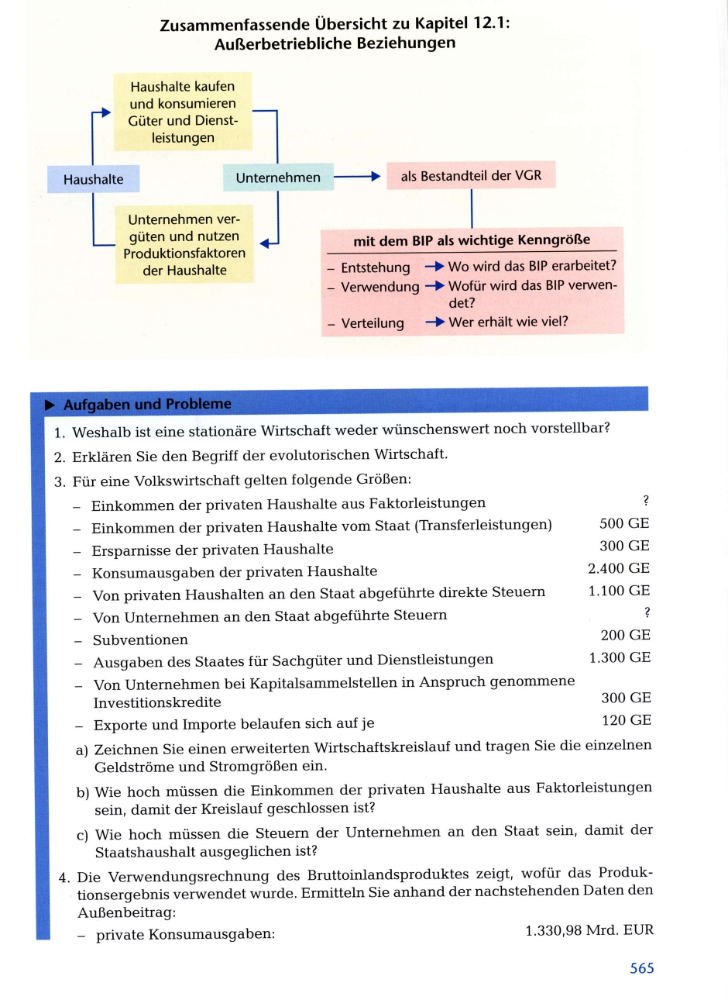 Zusammenfassende Übersicht zu Kapitel 12.1:
Außerbetriebliche Beziehungen
Haushalte kaufen
und konsumieren
Güter und Dienst-
leistungen
Haushalte
Unternehmen
als Bestandteil der VGR
Unternehmen ver-
güten und nutzen
Produktionsfaktoren
der Haushalte
mit dem BIP als wichtige Kenngröße
– Entstehung → Wo wird das BIP erarbeitet?
– Verwendung → Wofür wird das BIP verwen-
det?
– Verteilung → Wer erhält wie viel?
► Aufgaben und Probleme
1. Weshalb ist eine stationäre Wirtschaft weder wünschenswert noch vorstellbar?
2. Erklären Sie den Begriff der evolutorischen Wirtschaft.
3. Für eine Volkswirtschaft gelten folgende Größen:
– Einkommen der privaten Haushalte aus Faktorleistungen ?
– Einkommen der privaten Haushalte vom Staat (Transferleistungen) 500 GE
– Ersparnisse der privaten Haushalte 300 GE
– Konsumausgaben der privaten Haushalte 2.400 GE
– Von privaten Haushalten an den Staat abgeführte direkte Steuern 1.100 GE
– Von Unternehmen an den Staat abgeführte Steuern ?
– Subventionen 200 GE
– Ausgaben des Staates für Sachgüter und Dienstleistungen 1.300 GE
– Von Unternehmen bei Kapitalsammelstellen in Anspruch genommene
Investitionskredite 300 GE
– Exporte und Importe belaufen sich auf je 120 GE
a) Zeichnen Sie einen erweiterten Wirtschaftskreislauf und tragen Sie die einzelnen
Geldströme und Stromgrößen ein.
b) Wie hoch müssen die Einkommen der privaten Haushalte aus Faktorleistungen
sein, damit der Kreislauf geschlossen ist?
c) Wie hoch müssen die Steuern der Unternehmen an den Staat sein, damit der
Staatshaushalt ausgeglichen ist?
4. Die Verwendungsrechnung des Bruttoinlandsproduktes zeigt, wofür das Produk-
tionsergebnis verwendet wurde. Ermitteln Sie anhand der nachstehenden Daten den
Außenbeitrag:
– private Konsumausgaben: 1.330,98 Mrd. EUR
565